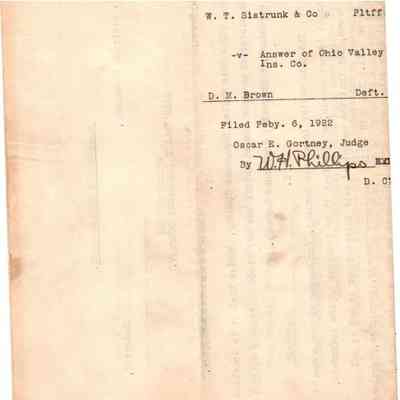 W. T. Sistrunk & Co Pltff
-v- Answer of Ohio Valley
Ins. Co.
D. M. Brown Deft.
Filed Feby. 6, 1922
Oscar E. Gortney, Judge
By W.H. Phillips
D. C